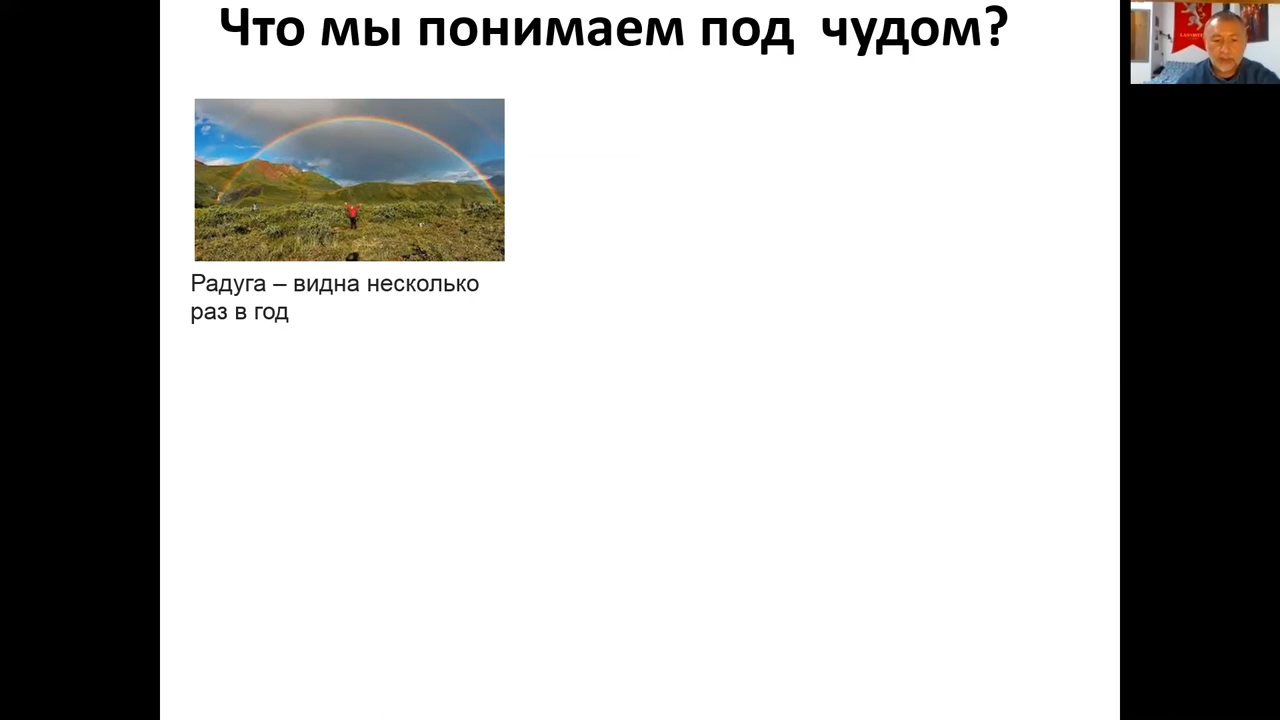 Что мы понимаем под чудом?
Радуга – видна несколько
раз в год